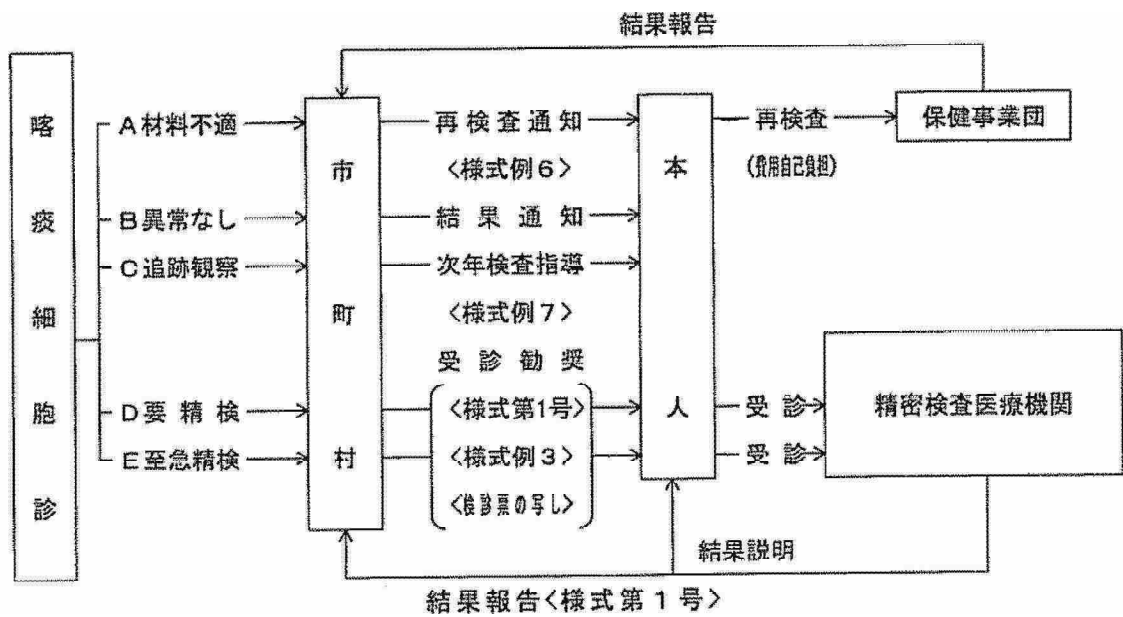 結果報告
喀痰細胞診
A材料不適
B異常なし
C追跡観察
D要精検
E至急精検
市町村
再検査通知
<様式例6>
結果通知
次年検査指導
<様式例7>
受診勧奨
<様式第1号>
<様式例3>
<検診票の写し>
本人
再検査
(費用自己負担)
保健事業団
受診
受診
精密検査医療機関
結果説明
結果報告<様式第1号>